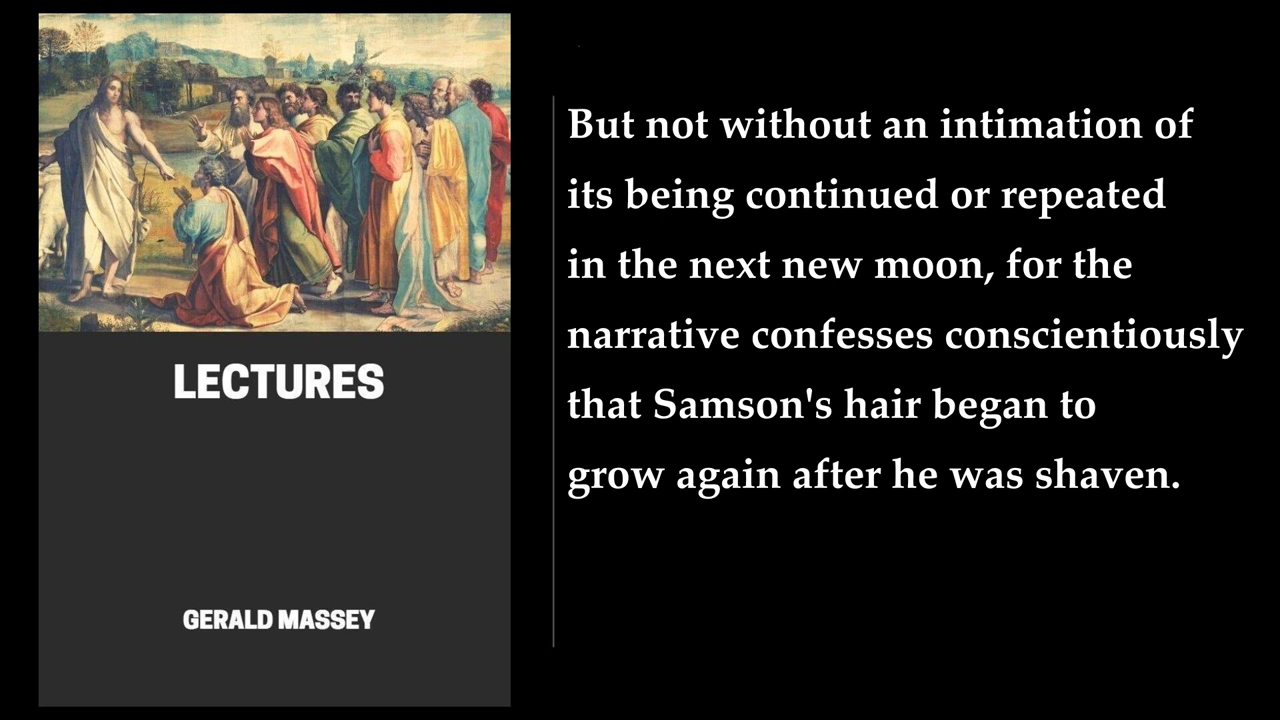 LECTURES
GERALD MASSEY
But not without an intimation of
its being continued or repeated
in the next new moon, for the
narrative confesses conscientiously
that Samson's hair began to
grow again after he was shaven.